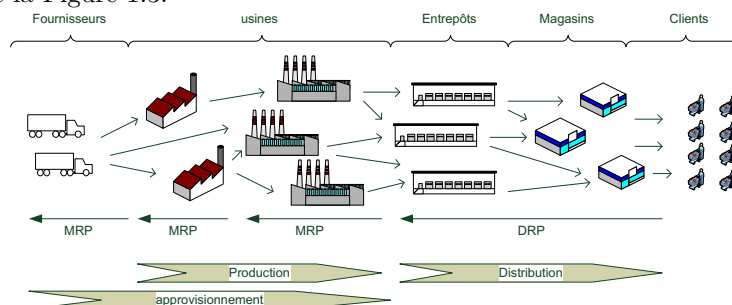 la Figure 1.3.
Fournisseurs usines Entrepôts Magasins Clients
MRP MRP MRP DRP
Production Distribution
approvisionnement